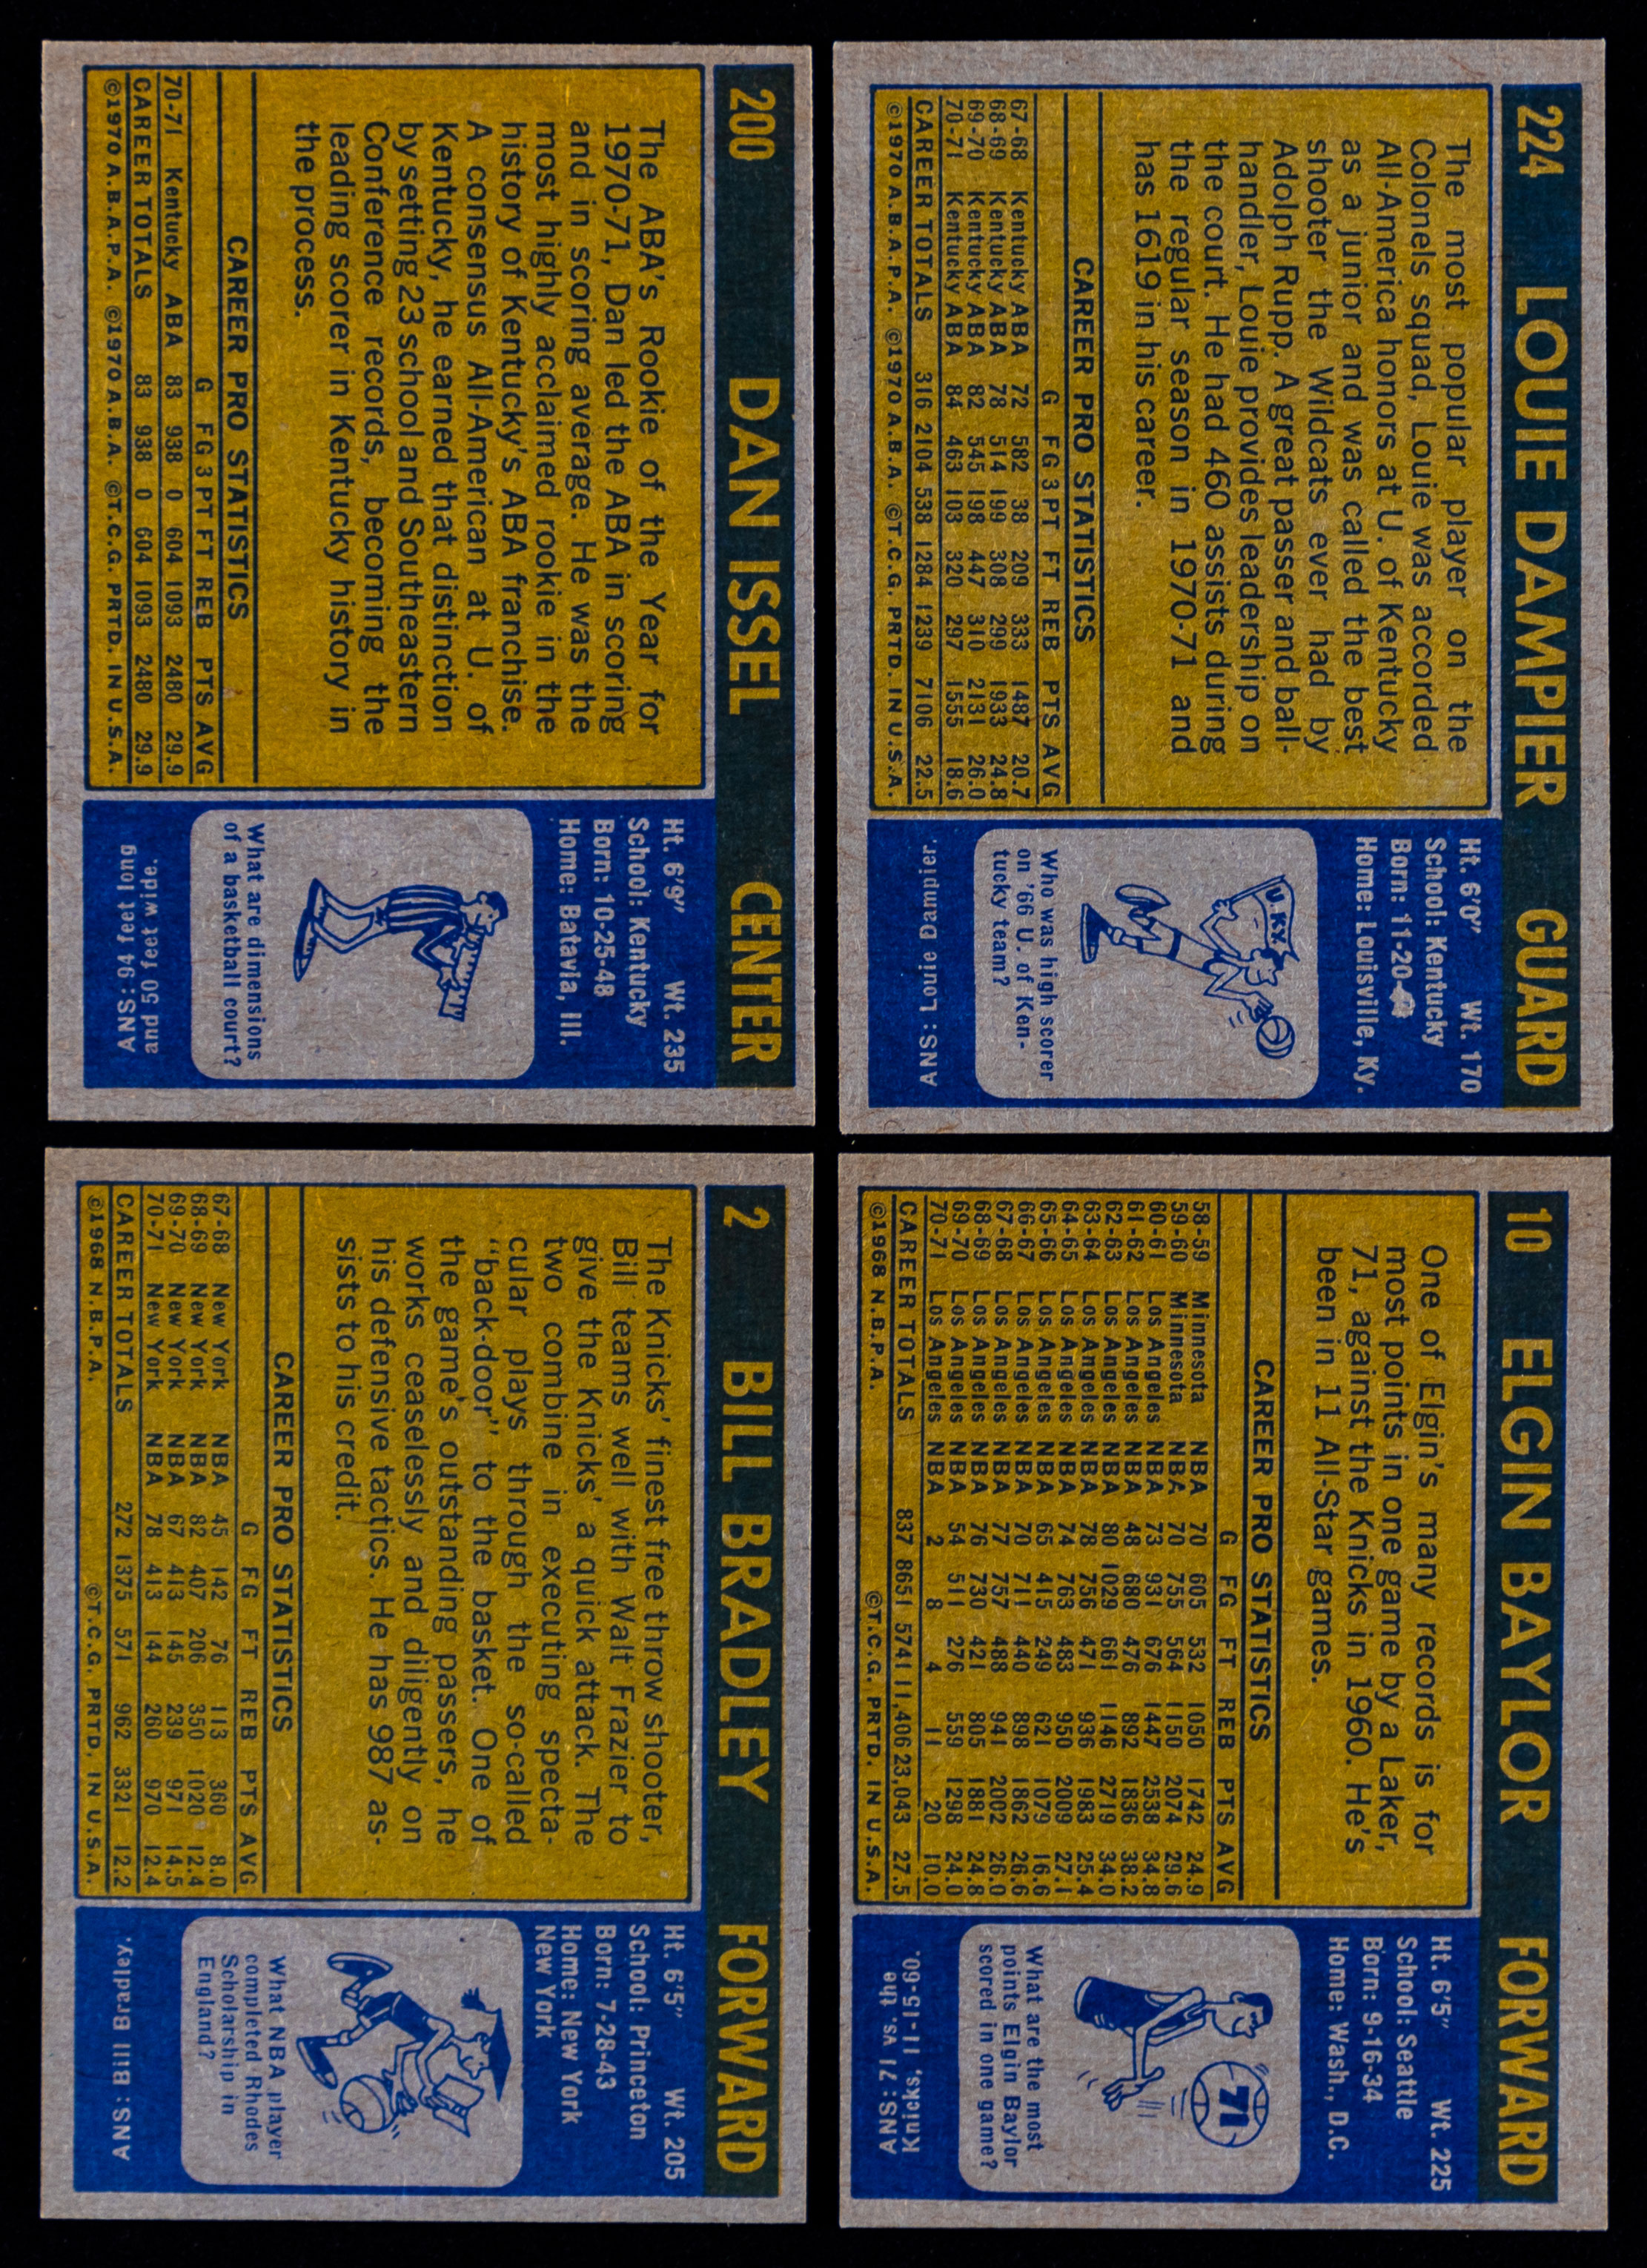 224 LOUIE DAMPIER GUARD
The most popular player on the
Colonels squad, Louie was accorded
All-America honors at U. of Kentucky
as a junior and was called the best
shooter the Wildcats ever had by
Adolph Rupp. A great passer and ball-
handler, Louie provides leadership on
the court. He had 460 assists during
the regular season in 1970-71 and
has 1619 in his career.
CAREER PRO STATISTICS
G FG 3PT FT REB PTS AVG
67-68 Kentucky ABA 72 582 38 209 333 1487 20.7
68-69 Kentucky ABA 78 514 199 308 299 1933 24.8
69-70 Kentucky ABA 82 545 198 447 310 2131 26.0
70-71 Kentucky ABA 84 463 103 320 297 1555 18.6
CAREER TOTALS 316 2104 538 1284 1239 7106 22.5
©1970 A.B.A.P.A. ©1970 A.B.A. ©T.C.G. PRTD. IN U.S.A.
Ht. 6'0" Wt. 170
School: Kentucky
Born: 11-20-
Home: Louisville, Ky.
U. KY.
Who was high scorer
on '66 U. of Ken-
tucky team?
ANS: Louie Dampier.
200 DAN ISSEL CENTER
The ABA's Rookie of the Year for
1970-71, Dan led the ABA in scoring
and in scoring average. He was the
most highly acclaimed rookie in the
history of Kentucky's ABA franchise.
A consensus All-American at U. of
Kentucky, he earned that distinction
by setting 23 school and Southeastern
Conference records, becoming the
leading scorer in Kentucky history in
the process.
CAREER PRO STATISTICS
G FG 3PT FT REB PTS AVG
70-71 Kentucky ABA 83 938 0 604 1093 2480 29.9
CAREER TOTALS 83 938 0 604 1093 2480 29.9
©1970 A.B.A.P.A. ©1970 A.B.A. ©T.C.G. PRTD. IN U.S.A.
Ht. 6'9" Wt. 235
School: Kentucky
Born: 10-25-48
Home: Batavia, Ill.
What are dimensions
of a basketball court?
ANS: 94 feet long
and 50 feet wide.
10 ELGIN BAYLOR FORWARD
One of Elgin's many records is for
most points in one game by a Laker,
71, against the Knicks in 1960. He's
been in 11 All-Star games.
CAREER PRO STATISTICS
G FG FT REB PTS AVG
58-59 Minnesota NBA 70 605 532 1050 1742 24.9
59-60 Minnesota NBA 70 755 564 1150 2074 29.6
60-61 Los Angeles NBA 73 931 676 1447 2538 34.8
61-62 Los Angeles NBA 48 680 476 892 1836 38.2
62-63 Los Angeles NBA 80 1029 661 1146 2719 34.0
63-64 Los Angeles NBA 78 756 471 936 1983 25.4
64-65 Los Angeles NBA 74 763 483 950 2009 27.1
65-66 Los Angeles NBA 65 415 249 621 1079 16.6
66-67 Los Angeles NBA 70 711 440 898 1862 26.6
67-68 Los Angeles NBA 77 757 488 941 2002 26.0
68-69 Los Angeles NBA 76 730 421 805 1881 24.8
69-70 Los Angeles NBA 54 511 276 559 1298 24.0
70-71 Los Angeles NBA 2 8 4 11 20 10.0
CAREER TOTALS 837 8651 5741 11,406 23,043 27.5
©1968 N.B.P.A. ©T.C.G. PRTD. IN U.S.A.
Ht. 6'5" Wt. 225
School: Seattle
Born: 9-16-34
Home: Wash., D.C.
71
What are the most
points Elgin Baylor
scored in one game?
ANS: 71 vs. the
Knicks, 11-15-60.
2 BILL BRADLEY FORWARD
The Knicks' finest free throw shooter,
Bill teams well with Walt Frazier to
give the Knicks' a quick attack. The
two combine in executing specta-
cular plays through the so-called
"back-door" to the basket. One of
the game's outstanding passers, he
works ceaselessly and diligently on
his defensive tactics. He has 987 as-
sists to his credit.
CAREER PRO STATISTICS
G FG FT REB PTS AVG
67-68 New York NBA 45 142 76 113 360 8.0
68-69 New York NBA 82 407 206 350 1020 12.4
69-70 New York NBA 67 413 145 239 971 14.5
70-71 New York NBA 78 413 144 260 970 12.4
CAREER TOTALS 272 1375 571 962 3321 12.2
©1968 N.B.P.A. ©T.C.G. PRTD. IN U.S.A.
Ht. 6'5" Wt. 205
School: Princeton
Born: 7-28-43
Home: New York
New York
What NBA player
completed Rhodes
Scholarship in
England?
ANS: Bill Bradley.